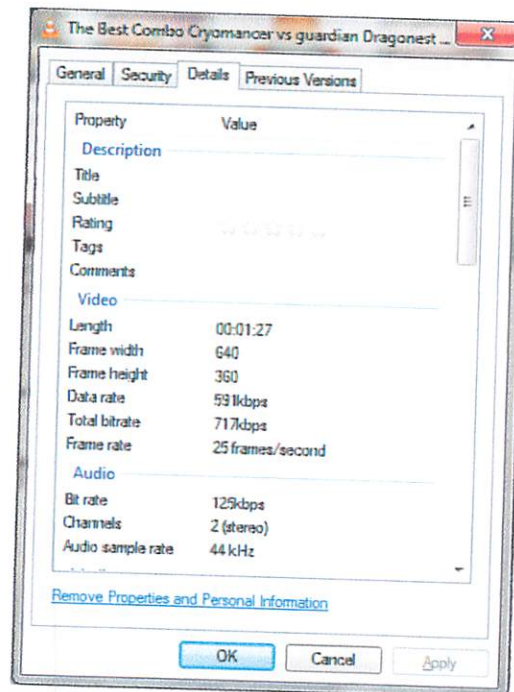 The Best Combo Cryomancer vs guardian Dragonest ...
General Security Details Previous Versions
Property Value
Description
Title
Subtitle
Rating
Tags
Comments
Video
Length 00:01:27
Frame width 640
Frame height 360
Data rate 591kbps
Total bitrate 717kbps
Frame rate 25 frames/second
Audio
Bit rate 125kbps
Channels 2 (stereo)
Audio sample rate 44 kHz
Remove Properties and Personal Information
OK Cancel Apply